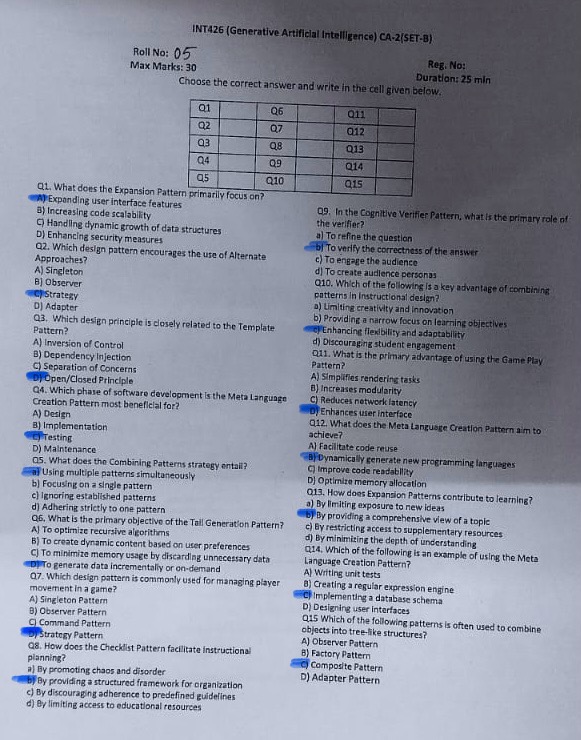 INT426 (Generative Artificial Intelligence) CA-2(SET-B)
Roll No: 05
Reg. No:
Max Marks: 30
Duration: 25 min
Choose the correct answer and write in the cell given below.
Q1 Q6 Q11
Q2 Q7 Q12
Q3 Q8 Q13
Q4 Q9 Q14
Q5 Q10 Q15
Q1. What does the Expansion Pattern primarily focus on?
A) Expanding user interface features
B) Increasing code scalability
C) Handling dynamic growth of data structures
D) Enhancing security measures
Q2. Which design pattern encourages the use of Alternate
Approaches?
A) Singleton
B) Observer
C) Strategy
D) Adapter
Q3. Which design principle is closely related to the Template
Pattern?
A) Inversion of Control
B) Dependency Injection
C) Separation of Concerns
D) Open/Closed Principle
Q4. Which phase of software development is the Meta Language
Creation Pattern most beneficial for?
A) Design
B) Implementation
C) Testing
D) Maintenance
Q5. What does the Combining Patterns strategy entail?
a) Using multiple patterns simultaneously
b) Focusing on a single pattern
c) Ignoring established patterns
d) Adhering strictly to one pattern
Q6. What is the primary objective of the Tail Generation Pattern?
A) To optimize recursive algorithms
B) To create dynamic content based on user preferences
C) To minimize memory usage by discarding unnecessary data
D) To generate data incrementally or on-demand
Q7. Which design pattern is commonly used for managing player
movement in a game?
A) Singleton Pattern
B) Observer Pattern
C) Command Pattern
D) Strategy Pattern
Q8. How does the Checklist Pattern facilitate instructional
planning?
a) By promoting chaos and disorder
b) By providing a structured framework for organization
c) By discouraging adherence to predefined guidelines
d) By limiting access to educational resources
Q9. In the Cognitive Verifier Pattern, what is the primary role of
the verifier?
a) To refine the question
b) To verify the correctness of the answer
c) To engage the audience
d) To create audience personas
Q10. Which of the following is a key advantage of combining
patterns in instructional design?
a) Limiting creativity and innovation
b) Providing a narrow focus on learning objectives
c) Enhancing flexibility and adaptability
d) Discouraging student engagement
Q11. What is the primary advantage of using the Game Play
Pattern?
A) Simplifies rendering tasks
B) Increases modularity
C) Reduces network latency
D) Enhances user interface
Q12. What does the Meta Language Creation Pattern aim to
achieve?
A) Facilitate code reuse
B) Dynamically generate new programming languages
C) Improve code readability
D) Optimize memory allocation
Q13. How does Expansion Patterns contribute to learning?
a) By limiting exposure to new ideas
b) By providing a comprehensive view of a topic
c) By restricting access to supplementary resources
d) By minimizing the depth of understanding
Q14. Which of the following is an example of using the Meta
Language Creation Pattern?
A) Writing unit tests
B) Creating a regular expression engine
C) Implementing a database schema
D) Designing user interfaces
Q15 Which of the following patterns is often used to combine
objects into tree-like structures?
A) Observer Pattern
B) Factory Pattern
C) Composite Pattern
D) Adapter Pattern